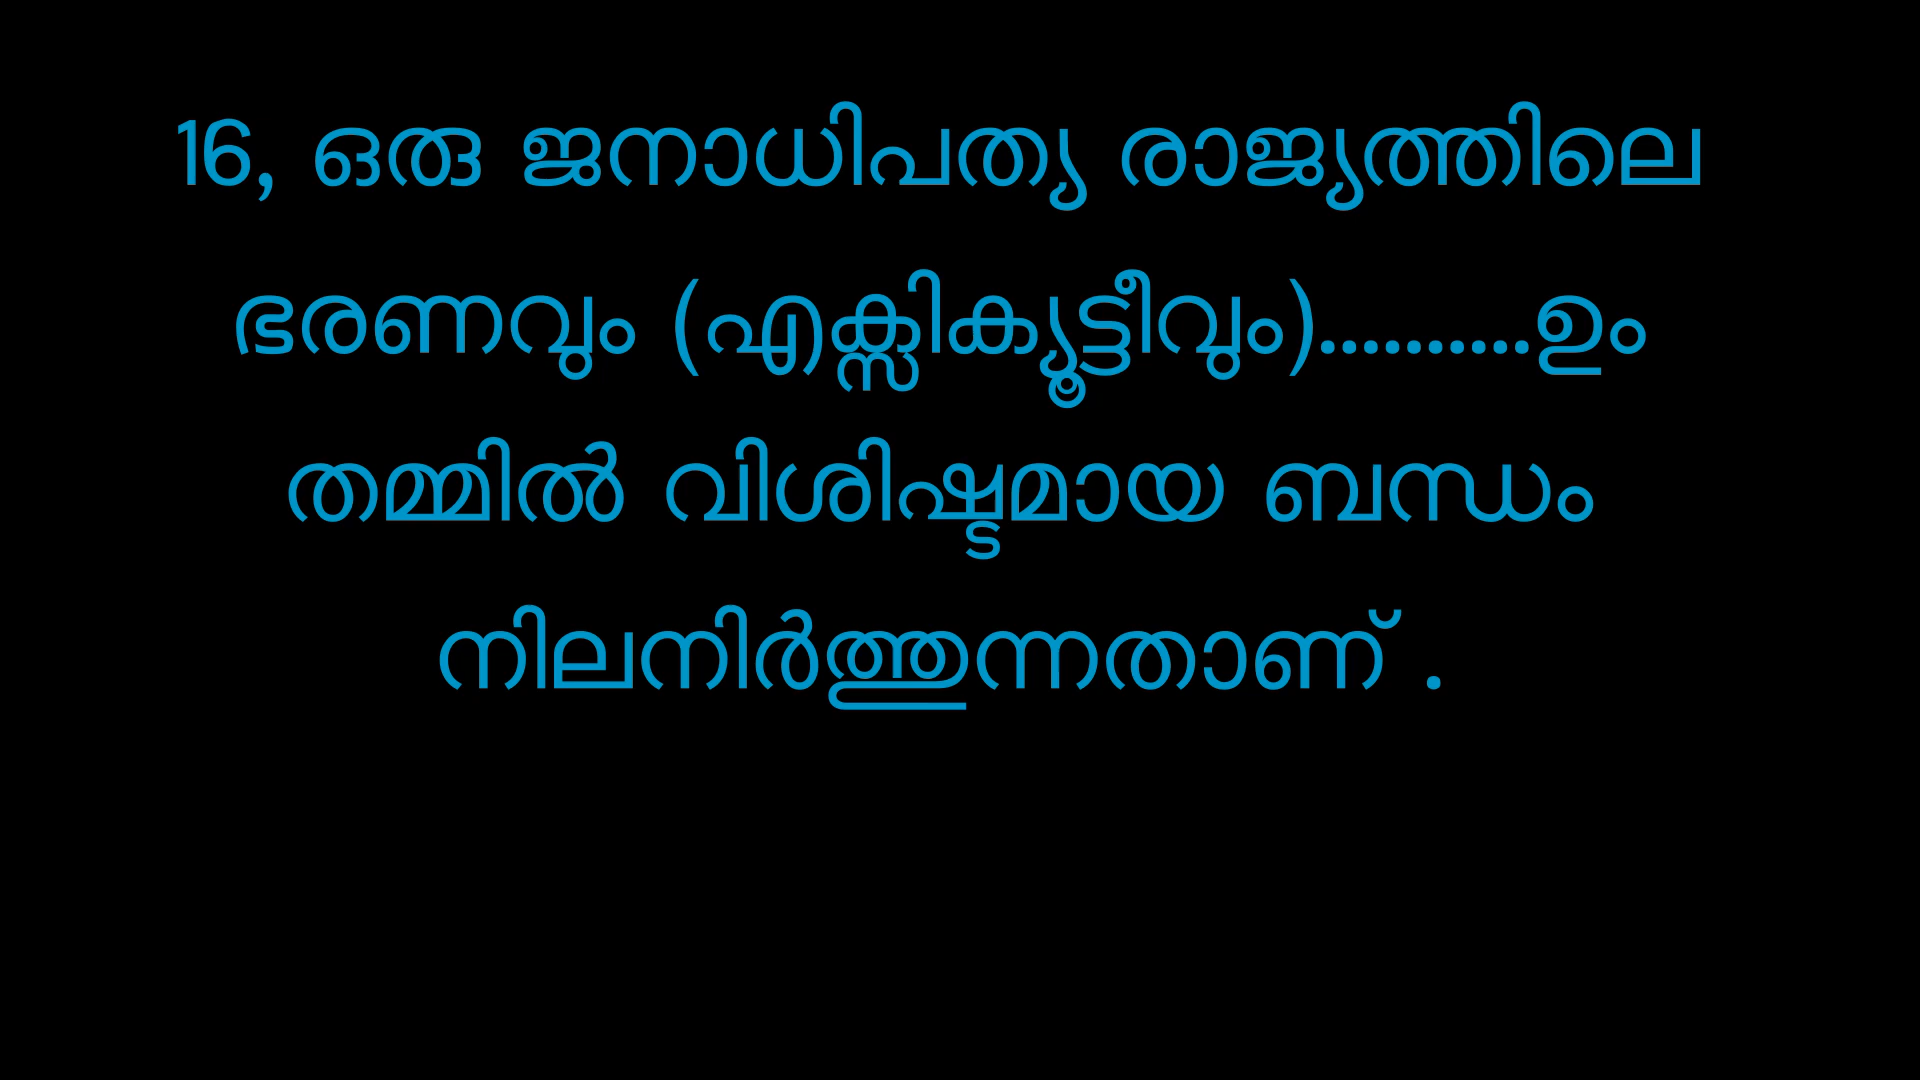 16, ഒരു ജനാധിപത്യ രാജ്യത്തിലെ
ഭരണവും (എക്സികൃൂട്ടീവും)..........ഉം
തമ്മിൽ വിശിഷ്ടമായ ബന്ധം
നിലനിർത്തുന്നതാണ് .